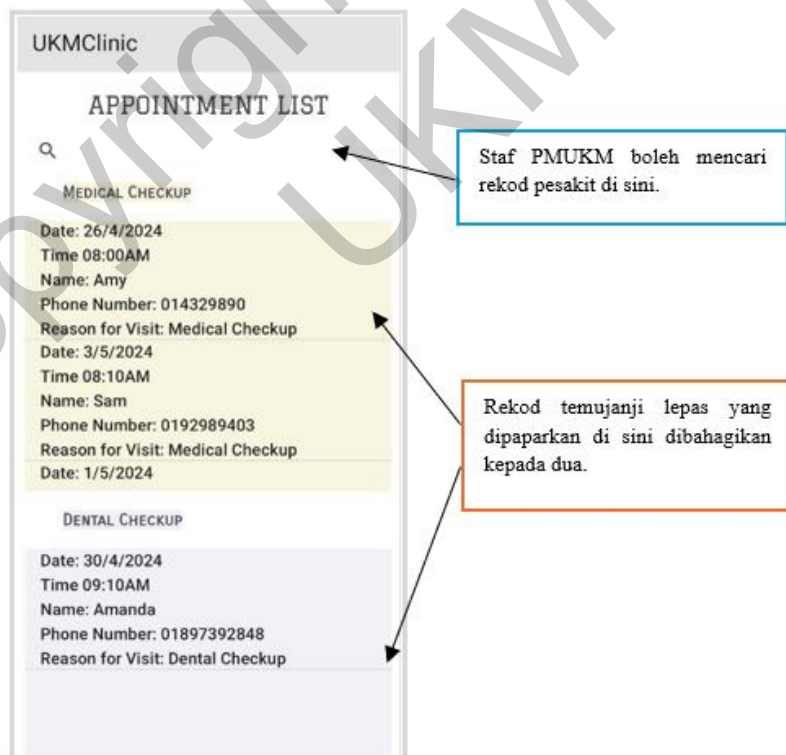 UKMClinic
APPOINTMENT LIST
MEDICAL CHECKUP
Date: 26/4/2024
Time 08:00AM
Name: Amy
Phone Number: 014329890
Reason for Visit: Medical Checkup
Date: 3/5/2024
Time 08:10AM
Name: Sam
Phone Number: 0192989403
Reason for Visit: Medical Checkup
Date: 1/5/2024
DENTAL CHECKUP
Date: 30/4/2024
Time 09:10AM
Name: Amanda
Phone Number: 01897392848
Reason for Visit: Dental Checkup
Staf PMUKM boleh mencari
rekod pesakit di sini.
Rekod temujanji lepas yang
dipaparkan di sini dibahagikan
kepada dua.
opyright
UKM